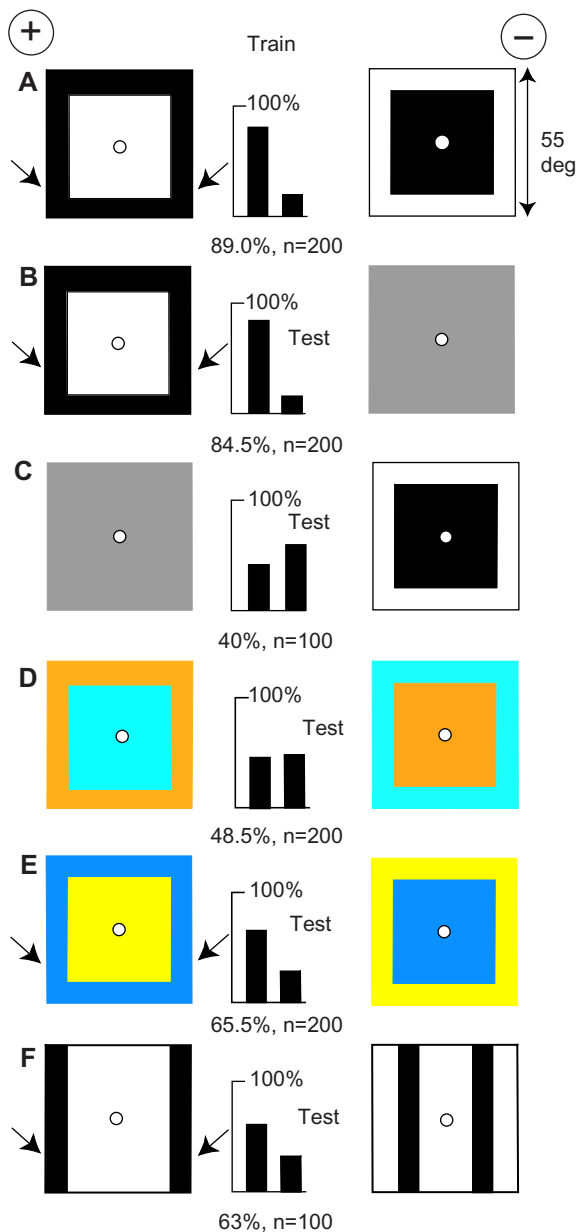 + Train −
A
100%
55
deg
89.0%, n=200
B
100%
Test
84.5%, n=200
C
100%
Test
40%, n=100
D
100%
Test
48.5%, n=200
E
100%
Test
65.5%, n=200
F
100%
Test
63%, n=100